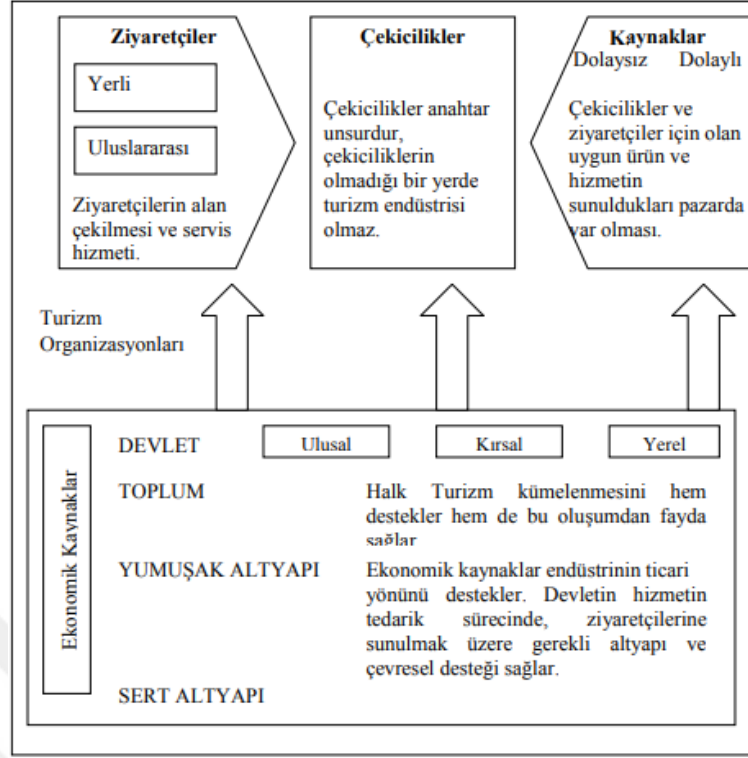 Ziyaretçiler
Yerli
Uluslararası
Ziyaretçilerin alan
çekilmesi ve servis
hizmeti.
Çekicilikler
Çekicilikler anahtar
unsurdur,
çekiciliklerin
olmadığı bir yerde
turizm endüstrisi
olmaz.
Kaynaklar
Dolaysız Dolaylı
Çekicilikler ve
ziyaretçiler için olan
uygun ürün ve
hizmetin
sunuldukları pazarda
var olması.
Turizm
Organizasyonları
Ekonomik Kaynaklar
DEVLET
Ulusal
Kırsal
Yerel
TOPLUM
Halk Turizm kümelenmesini hem
destekler hem de bu oluşumdan fayda
sağlar
YUMUŞAK ALTYAPI
Ekonomik kaynaklar endüstrinin ticari
yönünü destekler. Devletin hizmetin
tedarik sürecinde, ziyaretçilerine
sunulmak üzere gerekli altyapı ve
çevresel desteği sağlar.
SERT ALTYAPI